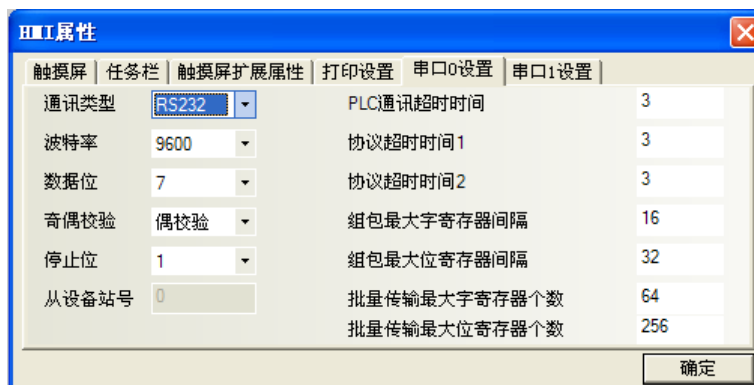 HMI属性
触摸屏 任务栏 触摸屏扩展属性 打印设置 串口0设置 串口1设置
通讯类型 RS232 PLC通讯超时时间 3
波特率 9600 协议超时时间1 3
数据位 7 协议超时时间2 3
奇偶校验 偶校验 组包最大字寄存器间隔 16
停止位 1 组包最大位寄存器间隔 32
从设备站号 0 批量传输最大字寄存器个数 64
批量传输最大位寄存器个数 256
确定